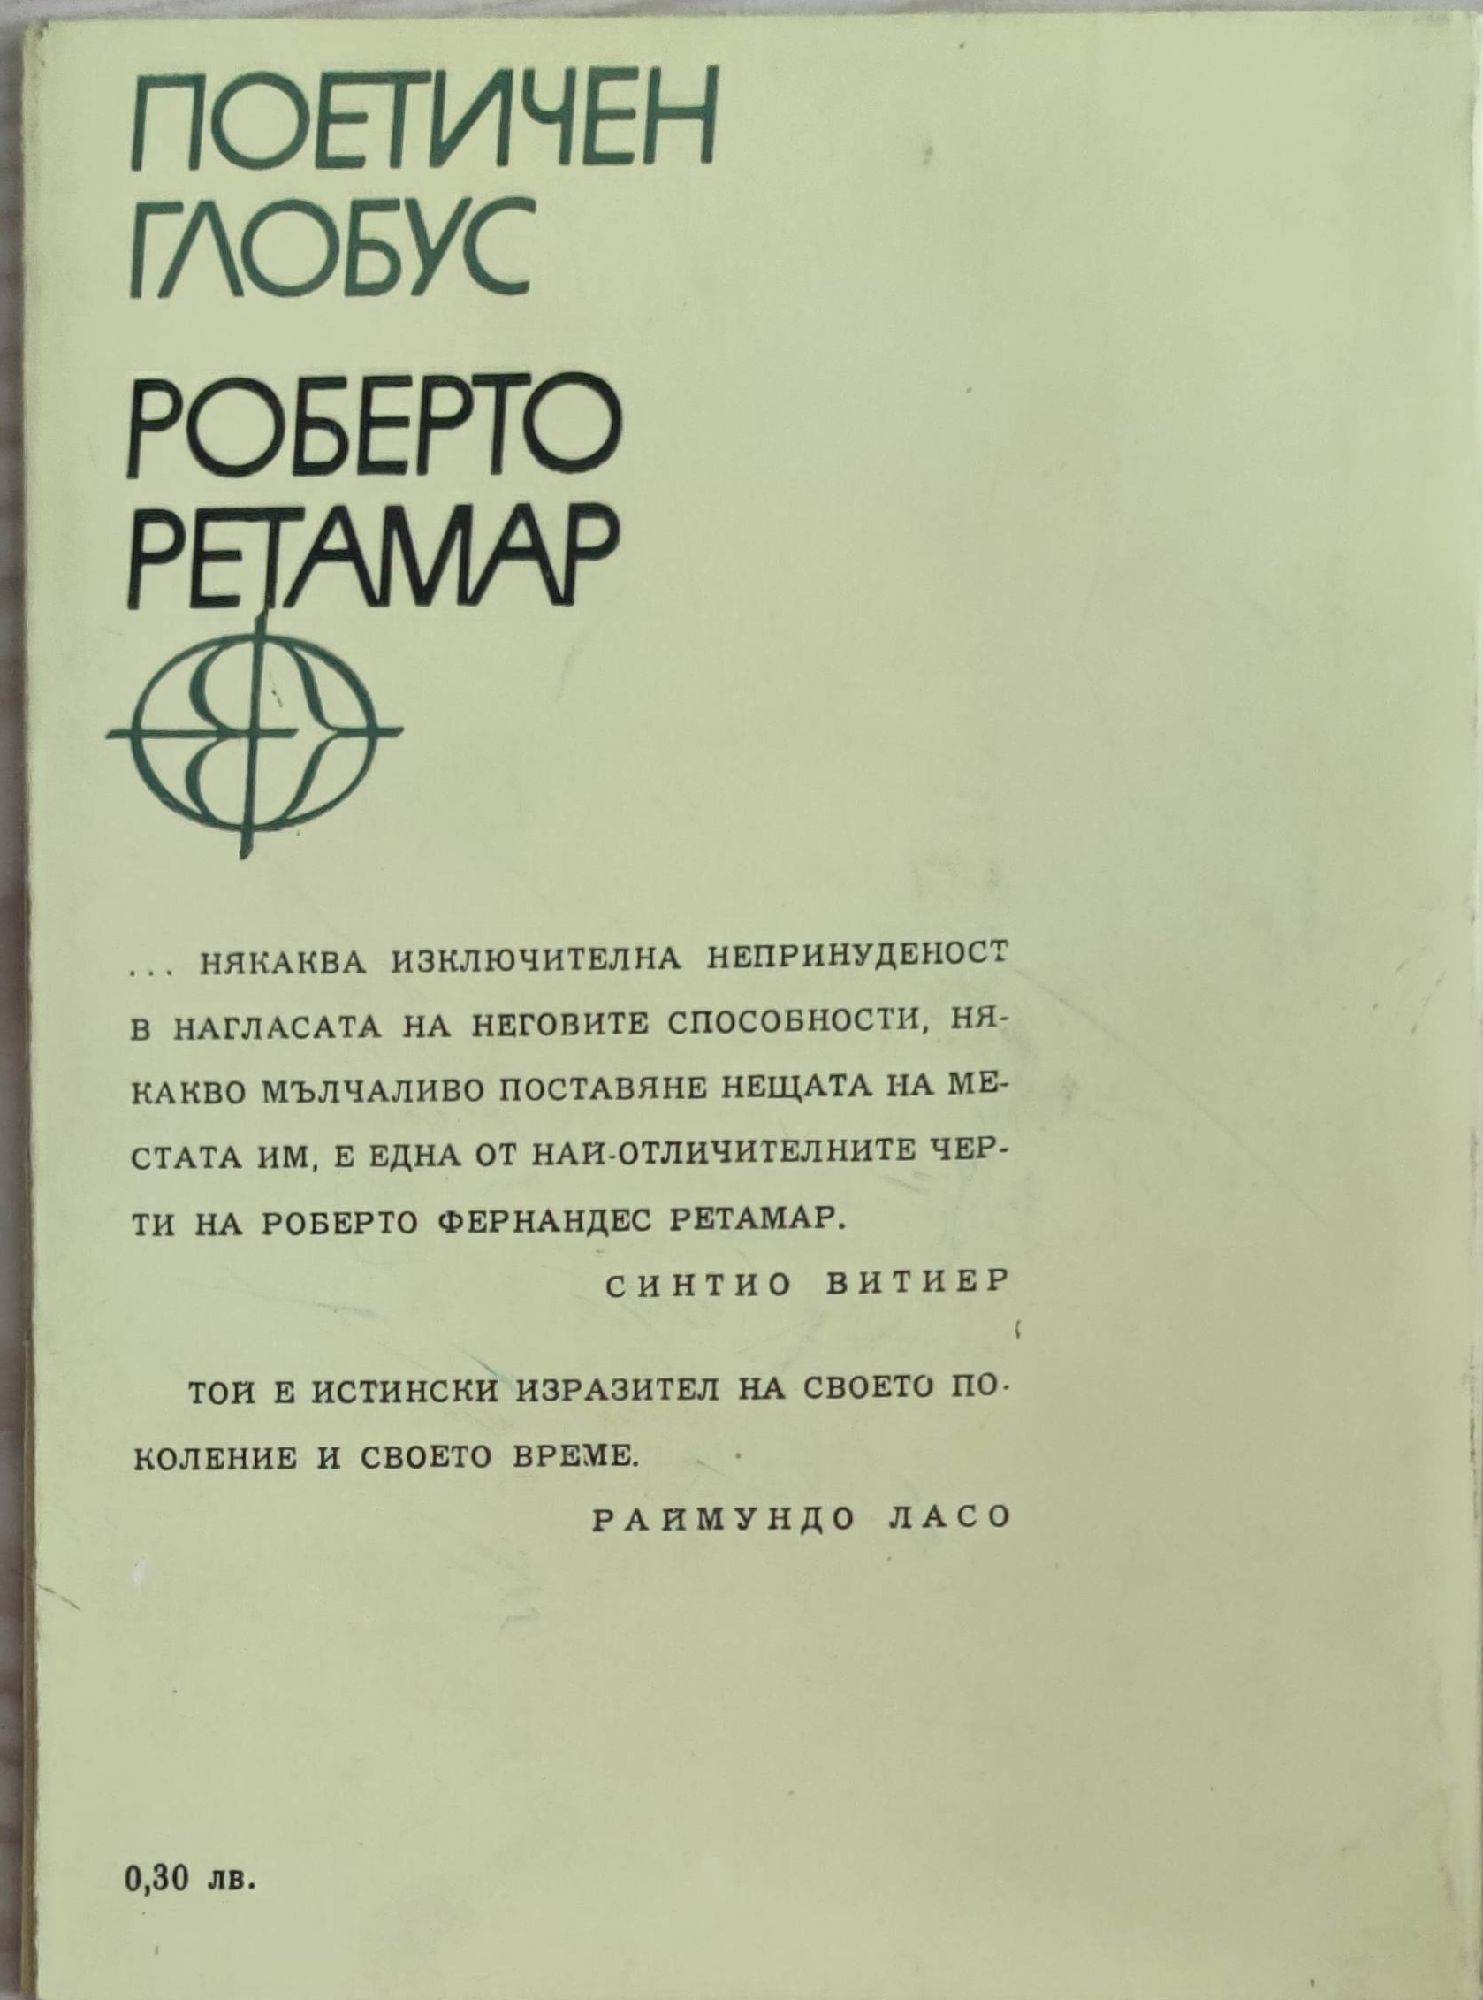 ПОЕТИЧЕН
ГЛОБУС
РОБЕРТО
РЕТАМАР
... НЯКАКВА ИЗКЛЮЧИТЕЛНА НЕПРИНУДЕНОСТ
В НАГЛАСАТА НА НЕГОВИТЕ СПОСОБНОСТИ, НЯ-
КАКВО МЪЛЧАЛИВО ПОСТАВЯНЕ НЕЩАТА НА МЕ-
СТАТА ИМ, Е ЕДНА ОТ НАЙ-ОТЛИЧИТЕЛНИТЕ ЧЕР-
ТИ НА РОБЕРТО ФЕРНАНДЕС РЕТАМАР.
СИНТИО ВИТИЕР
ТОЙ Е ИСТИНСКИ ИЗРАЗИТЕЛ НА СВОЕТО ПО-
КОЛЕНИЕ И СВОЕТО ВРЕМЕ.
РАЙМУНДО ЛАСО
0,30 лв.